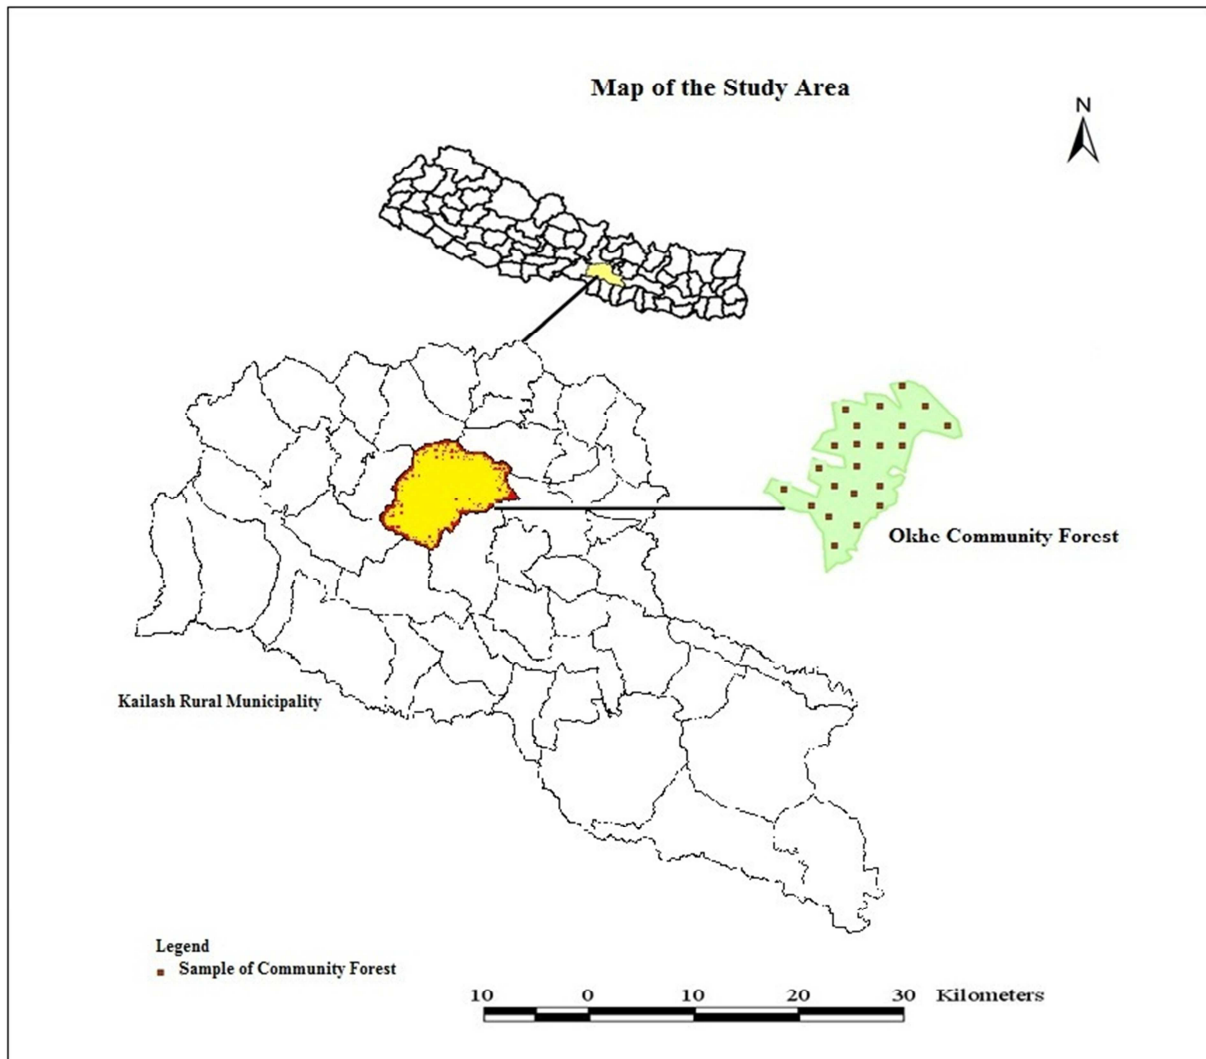 Map of the Study Area
N
Okhe Community Forest
Kailash Rural Municipality
Legend
Sample of Community Forest
10 0 10 20 30 Kilometers